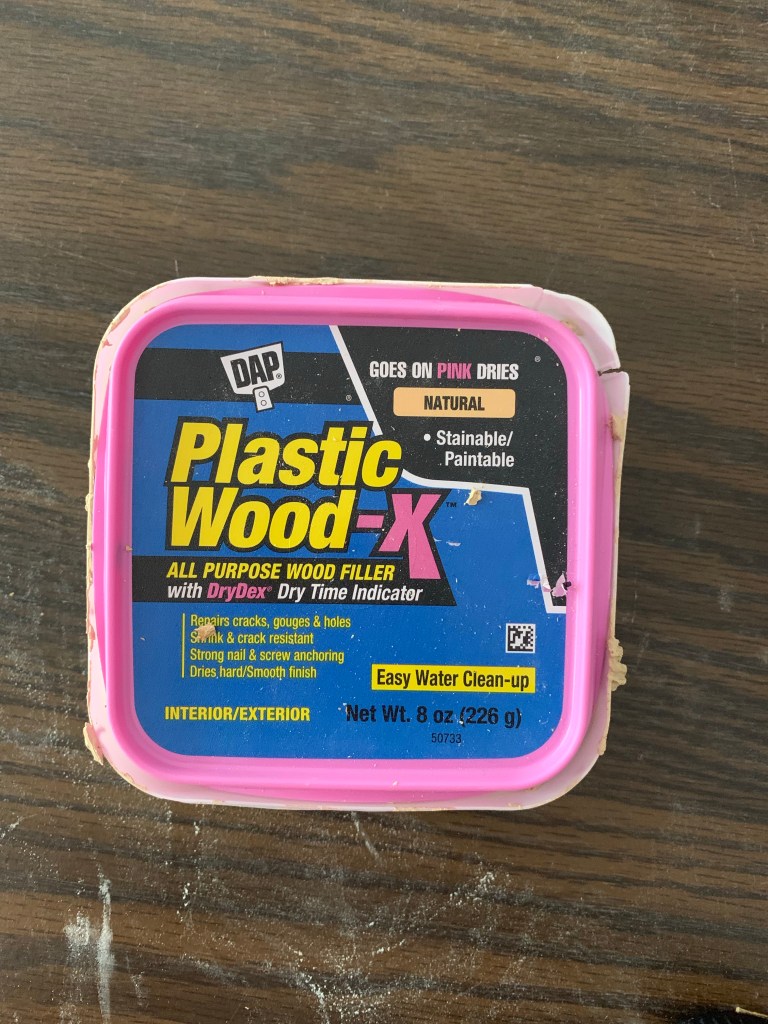 DAP®
GOES ON PINK DRIES
NATURAL
• Stainable/
Paintable
®
Plastic
Wood-X™
ALL PURPOSE WOOD FILLER
with DryDex® Dry Time Indicator
Repairs cracks, gouges & holes
Shrink & crack resistant
Strong nail & screw anchoring
Dries hard/Smooth finish
Easy Water Clean-up
INTERIOR/EXTERIOR
Net Wt. 8 oz (226 g)
50733